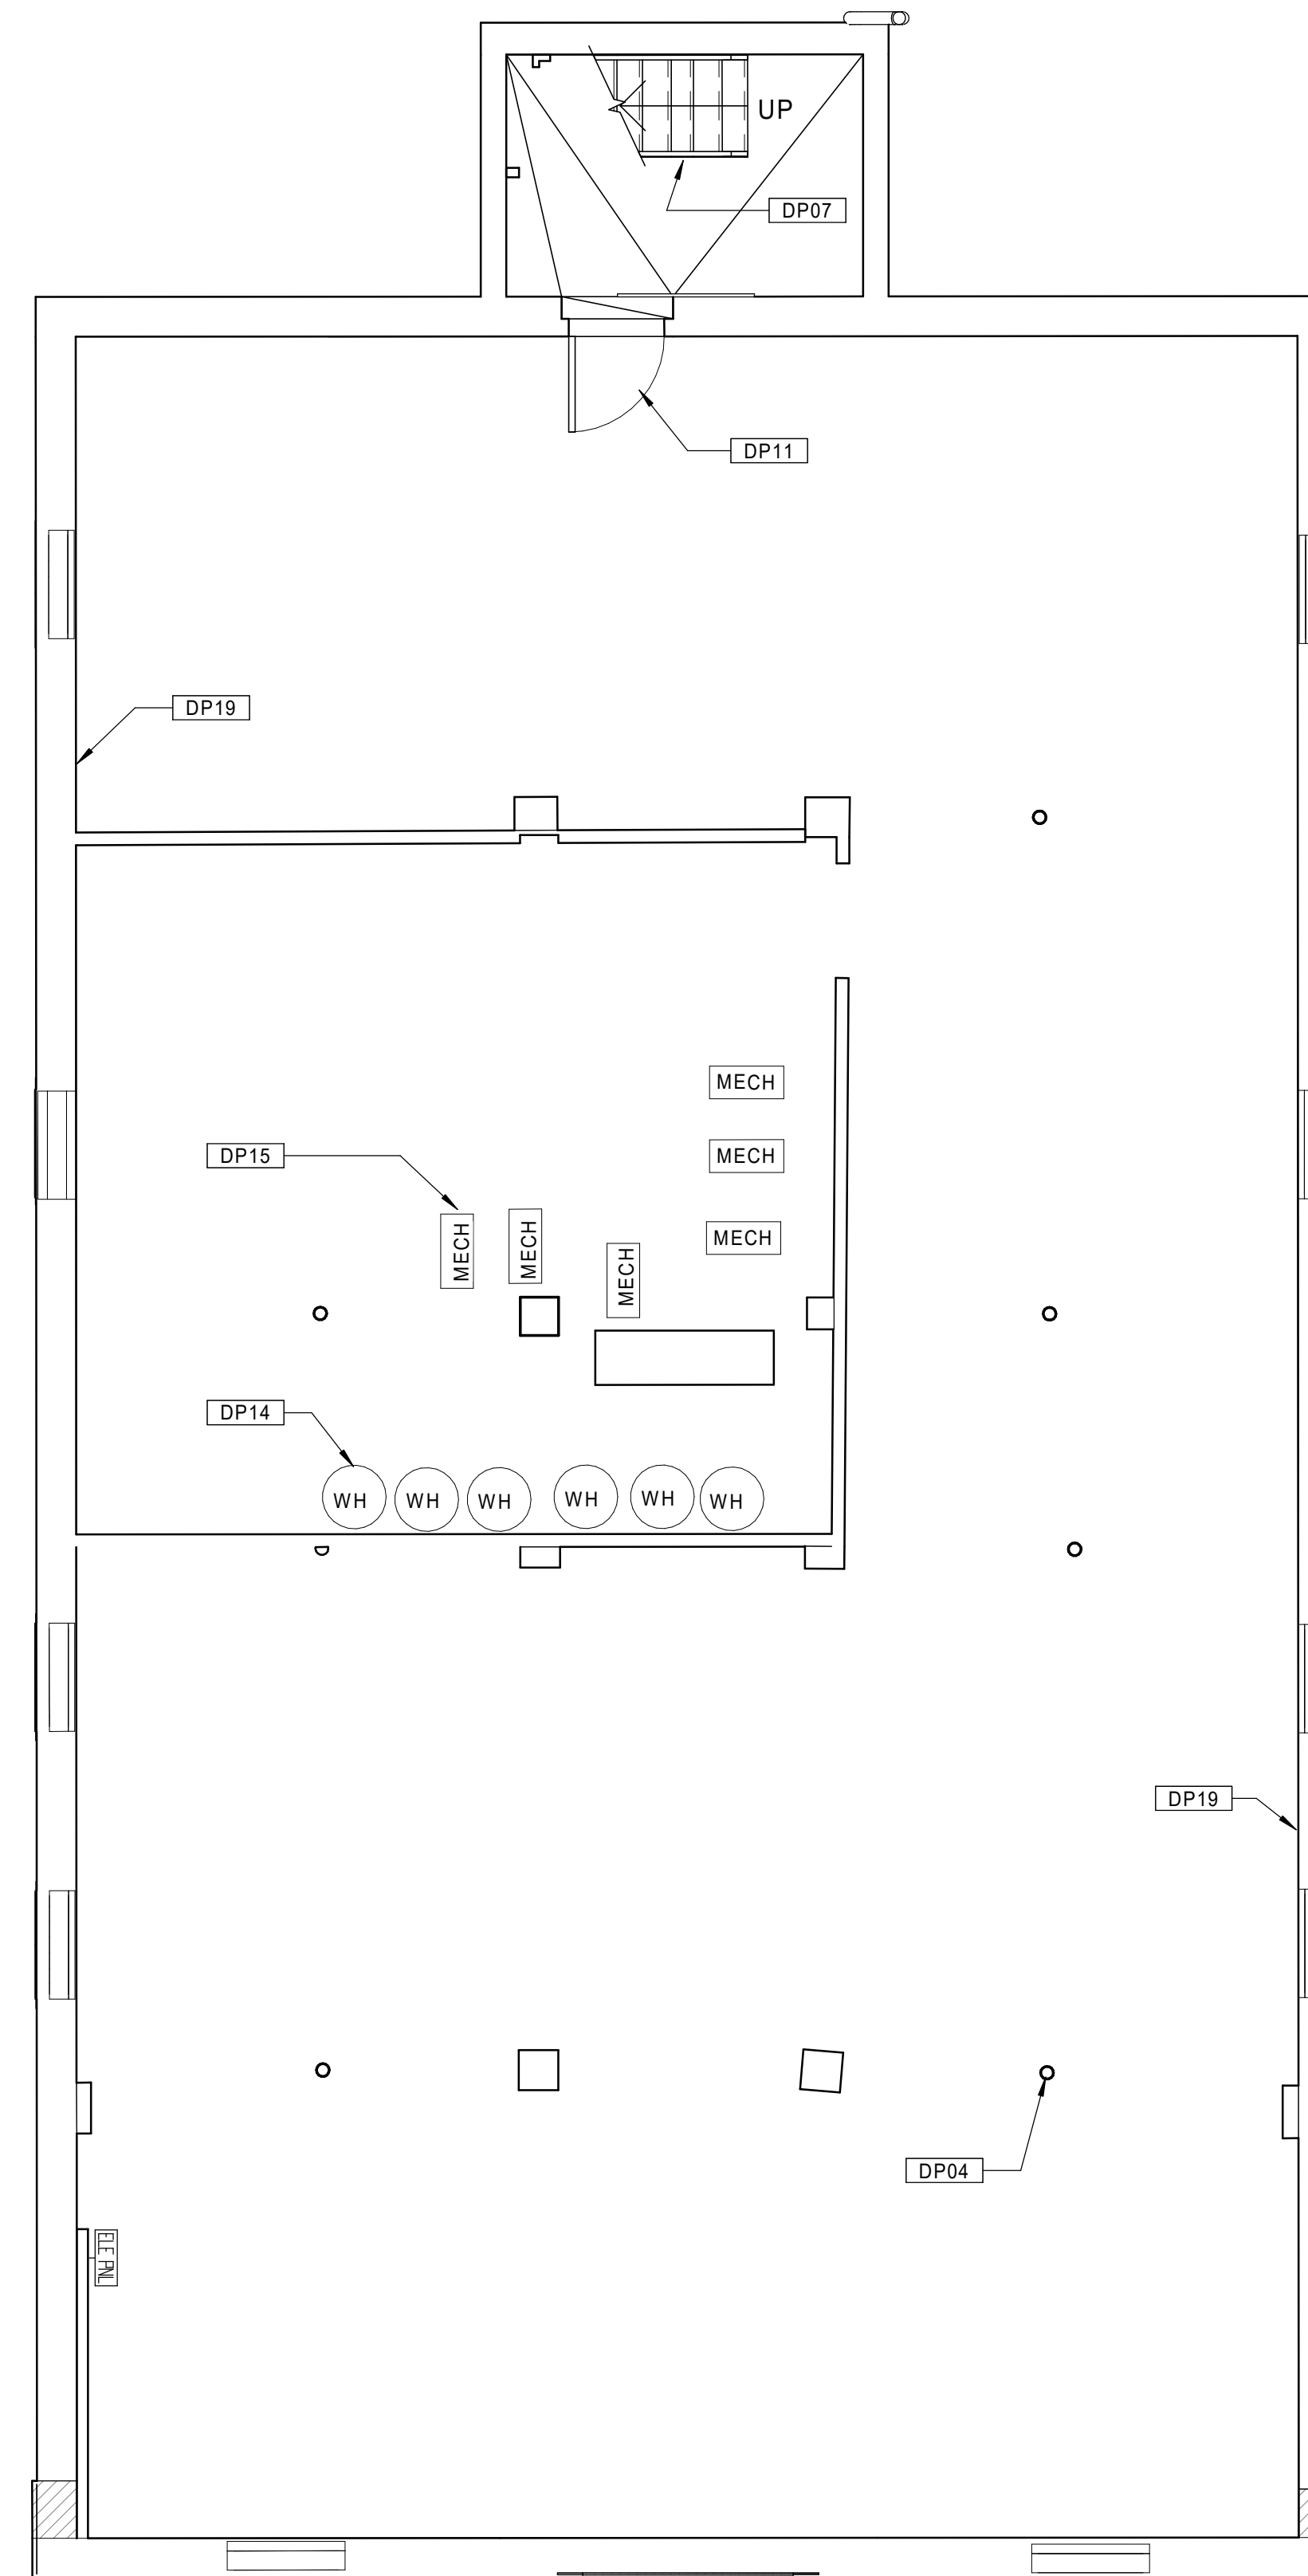 UP
DP07
DP11
DP19
MECH
MECH
DP15
MECH
MECH
MECH
MECH
DP14
WH
WH
WH
WH
WH
WH
DP19
DP04
ELE PNL